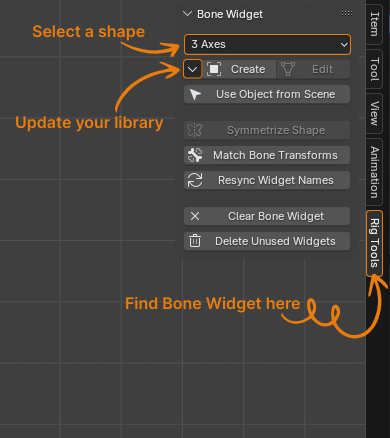 Bone Widget
Select a shape
3 Axes
Create
Edit
Use Object from Scene
Update your library
Symmetrize Shape
Match Bone Transforms
Resync Widget Names
Clear Bone Widget
Delete Unused Widgets
Find Bone Widget here
Item
Tool
View
Animation
Rig Tools